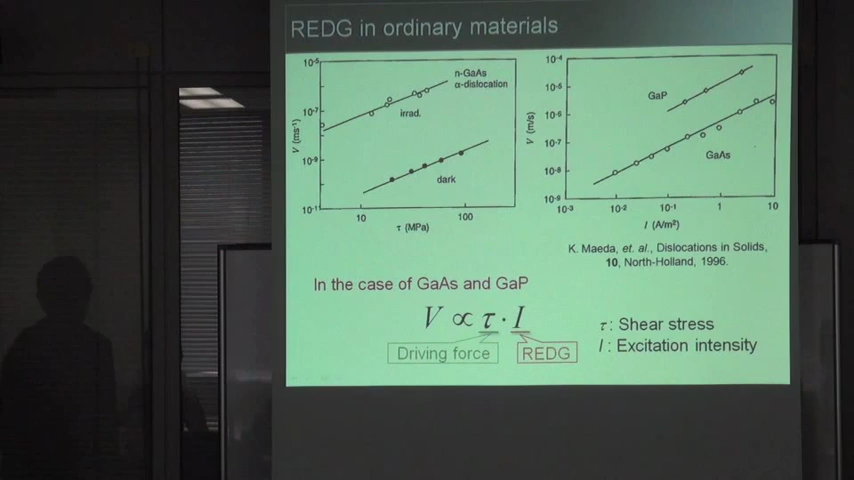 REDG in ordinary materials
10⁻⁵
10⁻⁷
10⁻⁹
10⁻¹¹
V (ms⁻¹)
n-GaAs
α-dislocation
irrad.
dark
10
100
τ (MPa)
10⁻⁴
10⁻⁵
10⁻⁶
10⁻⁷
10⁻⁸
10⁻⁹
V (m/s)
GaP
GaAs
10⁻³
10⁻²
10⁻¹
1
10
I (A/m²)
K. Maeda, et. al., Dislocations in Solids,
10, North-Holland, 1996.
In the case of GaAs and GaP
V ∝ τ · I
Driving force
REDG
τ : Shear stress
I : Excitation intensity